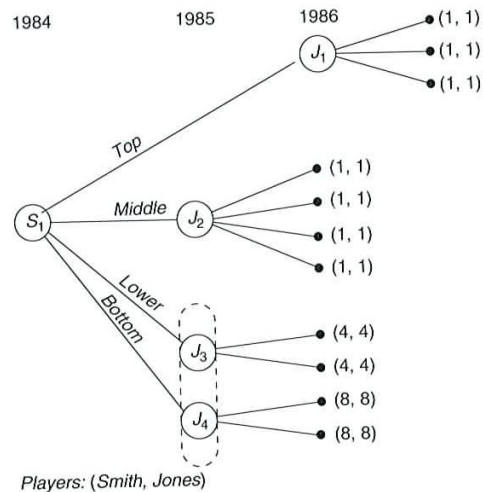 1984 1985 1986
J1
(1, 1)
(1, 1)
(1, 1)
Top
S1
Middle
J2
(1, 1)
(1, 1)
(1, 1)
(1, 1)
Lower
Bottom
J3
(4, 4)
(4, 4)
J4
(8, 8)
(8, 8)
Players: (Smith, Jones)